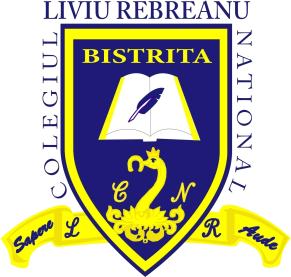 LIVIU REBREANU
COLEGIUL
NATIONAL
BISTRITA
C N
Sapere L R Aude